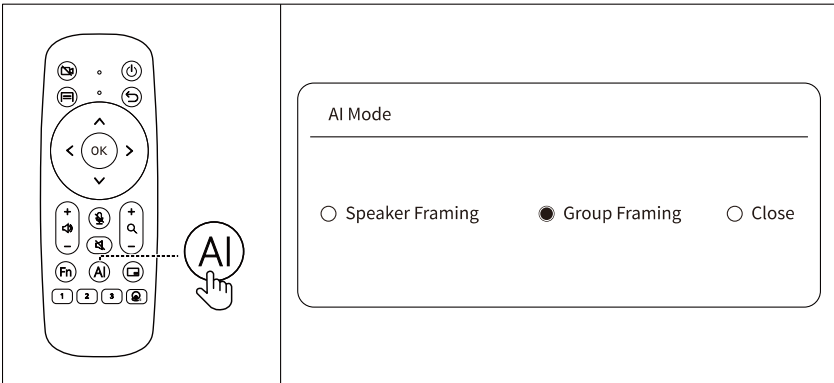 OK
+ +
- -
Fn AI
1 2 3
AI
AI Mode
Speaker Framing Group Framing Close